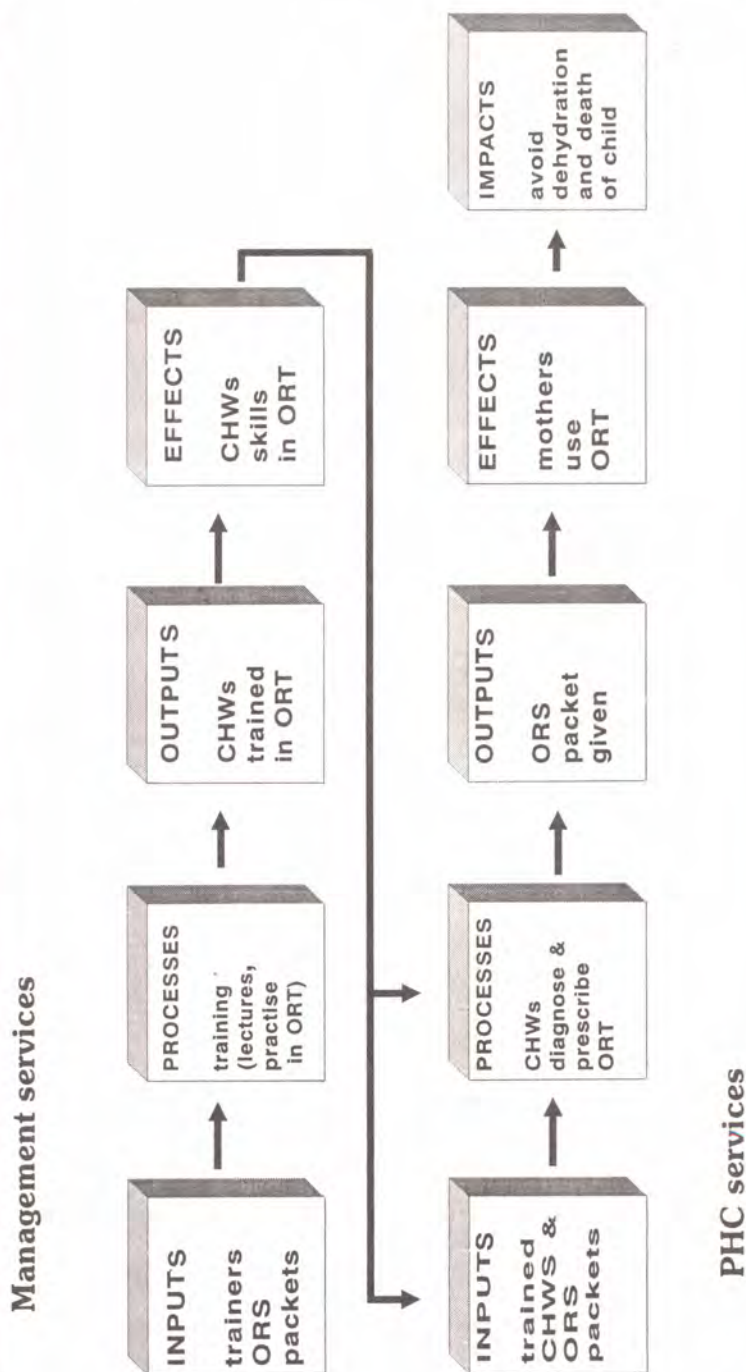 Management services
INPUTS
trainers
ORS
packets
PROCESSES
training
(lectures,
practise
in ORT)
OUTPUTS
CHWs
trained
in ORT
EFFECTS
CHWs
skills
in ORT
INPUTS
trained
CHWS &
ORS
packets
PROCESSES
CHWs
diagnose &
prescribe
ORT
OUTPUTS
ORS
packet
given
EFFECTS
mothers
use
ORT
IMPACTS
avoid
dehydration
and death
of child
PHC services